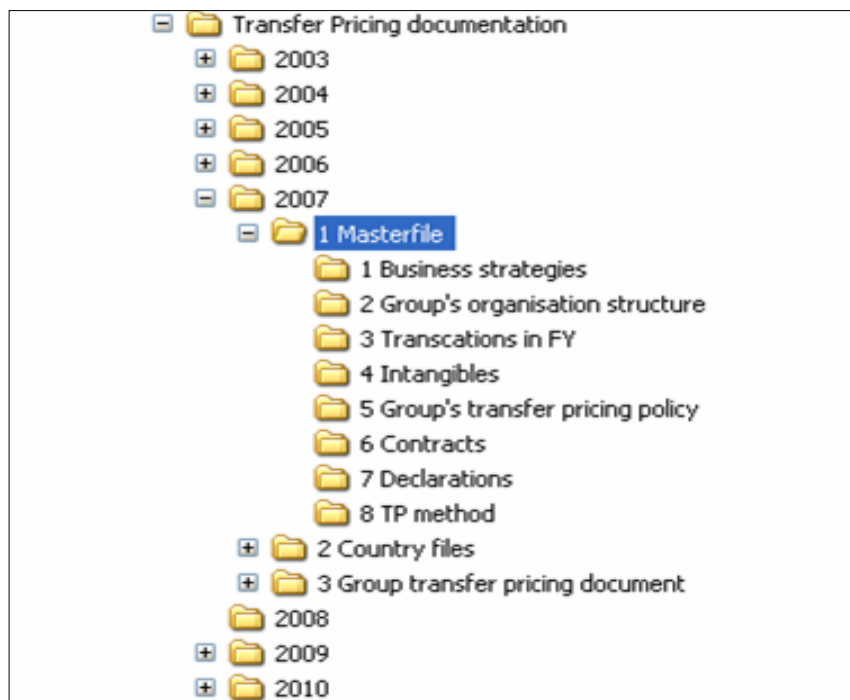 Transfer Pricing documentation
2003
2004
2005
2006
2007
1 Masterfile
1 Business strategies
2 Group's organisation structure
3 Transcations in FY
4 Intangibles
5 Group's transfer pricing policy
6 Contracts
7 Declarations
8 TP method
2 Country files
3 Group transfer pricing document
2008
2009
2010